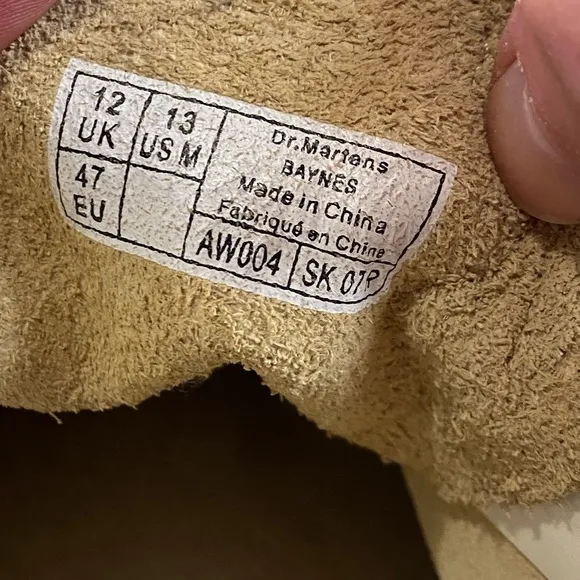 12
UK
13
US M
47
EU
Dr.Martens
BAYNES
Made in China
Fabriqué en Chine
AW004
SK 07P